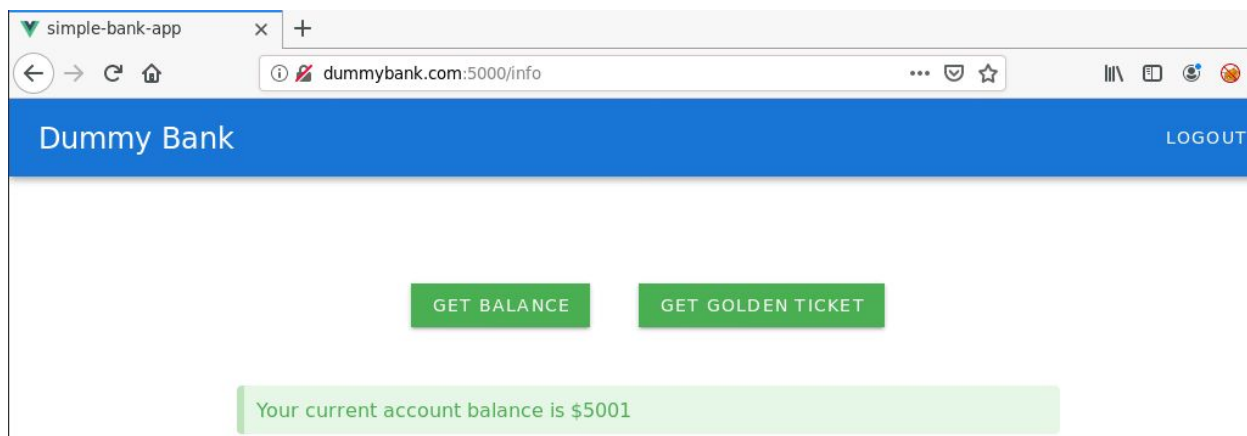 simple-bank-app
dummybank.com:5000/info
Dummy Bank
LOGOUT
GET BALANCE
GET GOLDEN TICKET
Your current account balance is $5001